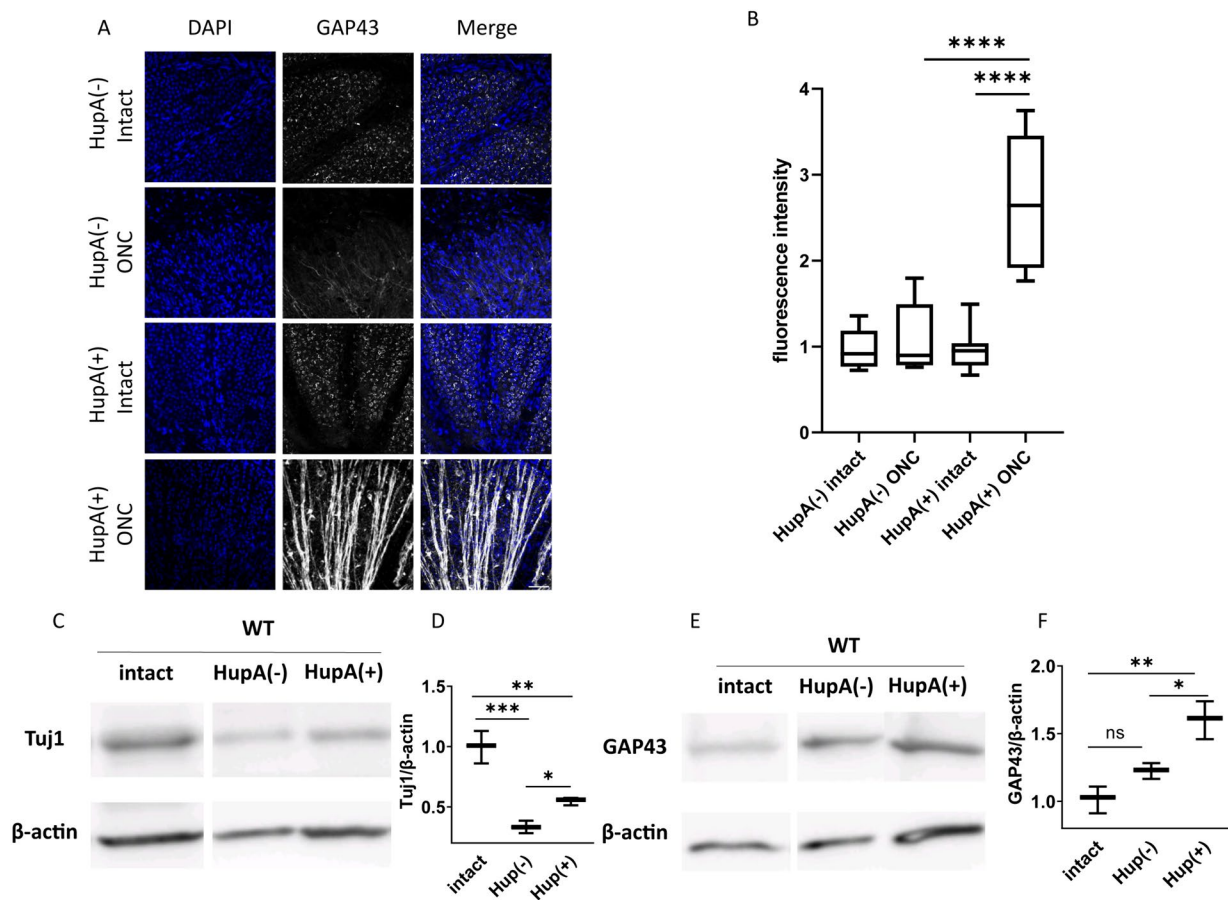 A
DAPI
GAP43
Merge
HupA(-)
Intact
HupA(-)
ONC
HupA(+)
Intact
HupA(+)
ONC
B
****
****
fluorescence intensity
4
3
2
1
0
HupA(-) intact
HupA(-) ONC
HupA(+) intact
HupA(+) ONC
C
WT
intact
HupA(-)
HupA(+)
Tuj1
β-actin
D
Tuj1/β-actin
1.5
1.0
0.5
**
***
*
intact
Hup(-)
Hup(+)
E
WT
intact
HupA(-)
HupA(+)
GAP43
β-actin
F
GAP43/β-actin
2.0
1.5
1.0
**
*
ns
intact
Hup(-)
Hup(+)